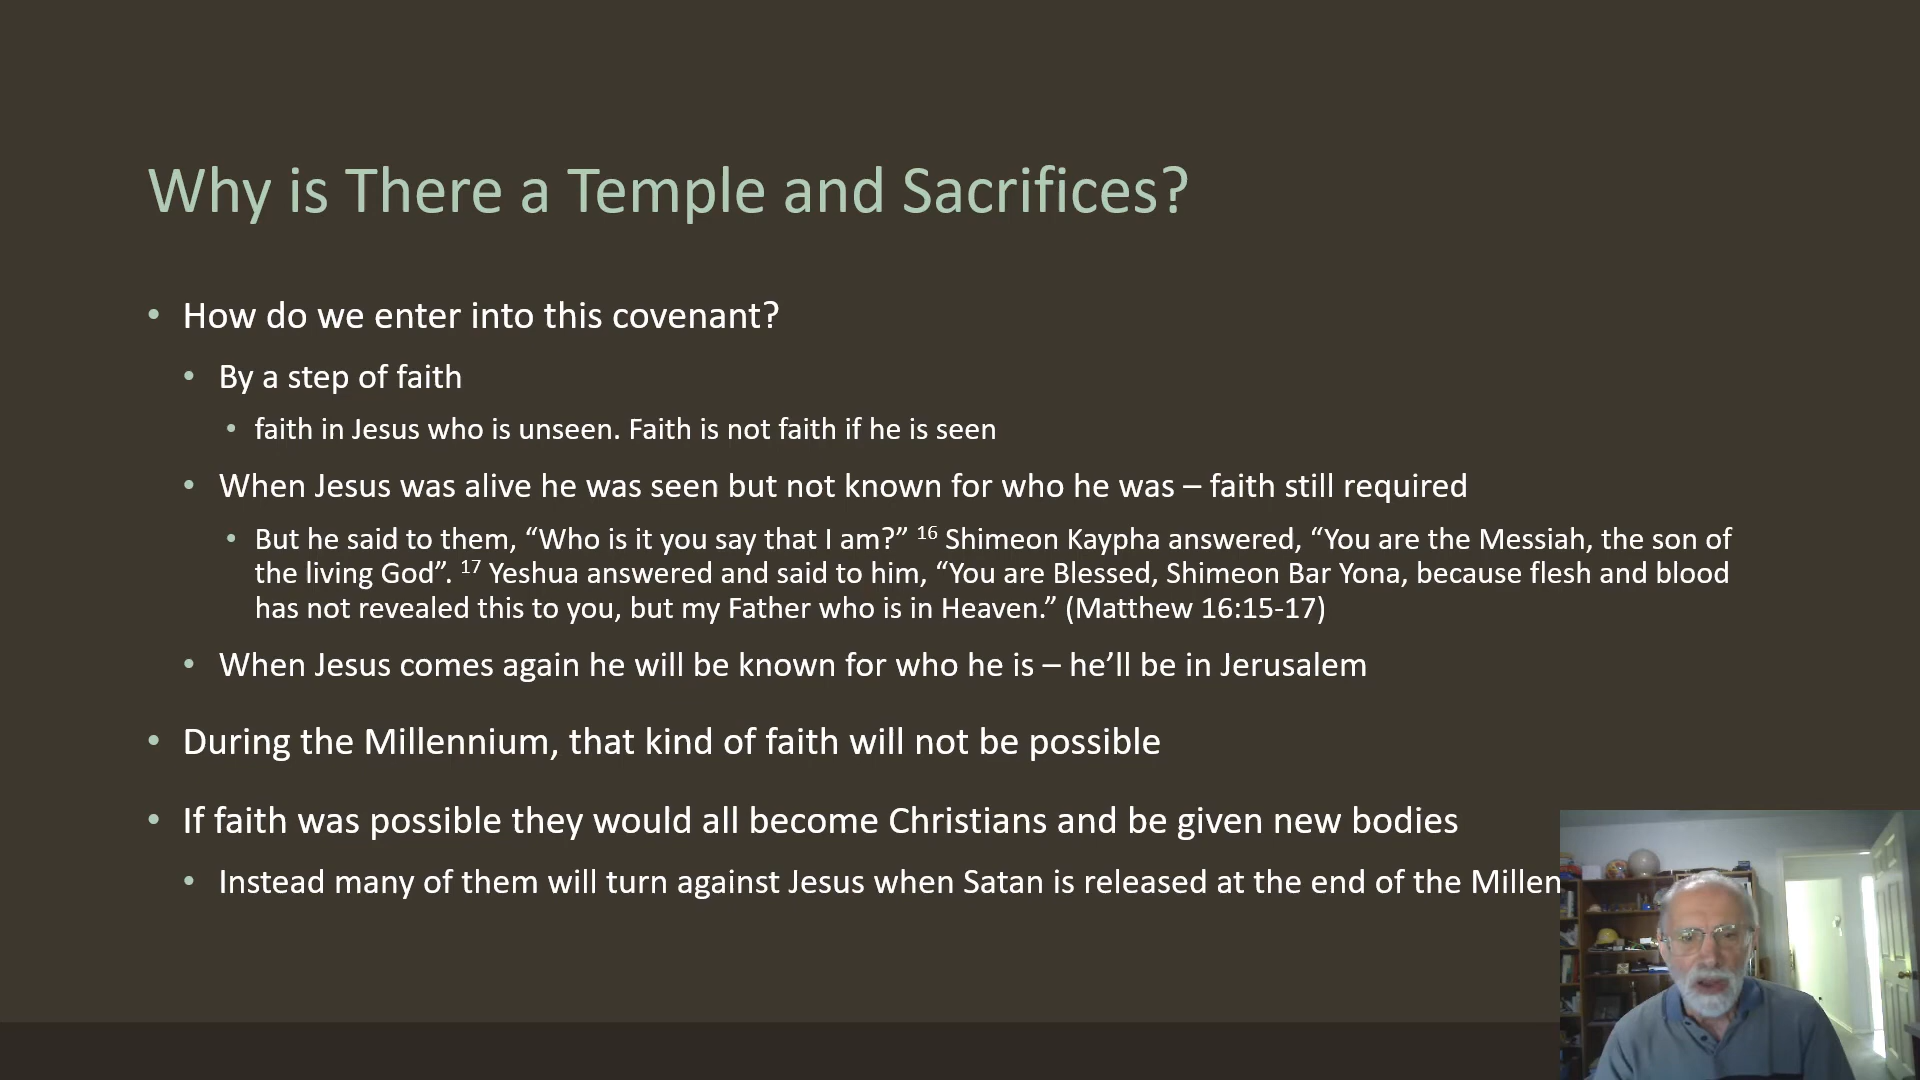 Why is There a Temple and Sacrifices?
• How do we enter into this covenant?
• By a step of faith
• faith in Jesus who is unseen. Faith is not faith if he is seen
• When Jesus was alive he was seen but not known for who he was – faith still required
• But he said to them, “Who is it you say that I am?” 16 Shimeon Kaypha answered, “You are the Messiah, the son of
the living God”. 17 Yeshua answered and said to him, “You are Blessed, Shimeon Bar Yona, because flesh and blood
has not revealed this to you, but my Father who is in Heaven.” (Matthew 16:15-17)
• When Jesus comes again he will be known for who he is – he’ll be in Jerusalem
• During the Millennium, that kind of faith will not be possible
• If faith was possible they would all become Christians and be given new bodies
• Instead many of them will turn against Jesus when Satan is released at the end of the Millen